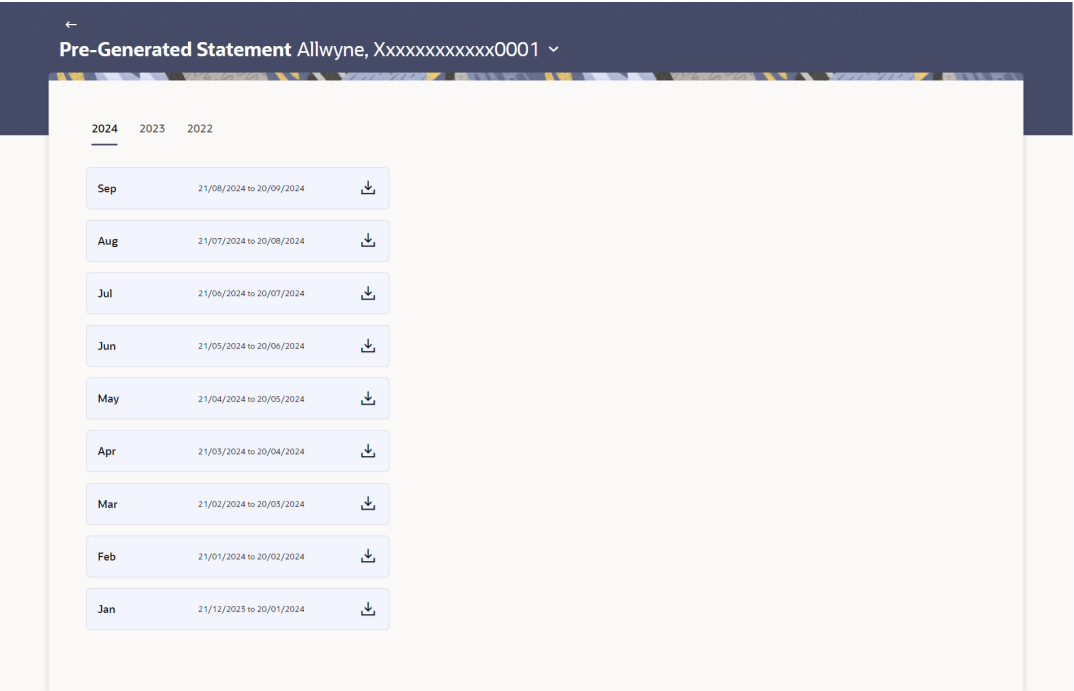 Pre-Generated Statement Allwyne, Xxxxxxxxxxxx0001
2024 2023 2022
Sep 21/08/2024 to 20/09/2024
Aug 21/07/2024 to 20/08/2024
Jul 21/06/2024 to 20/07/2024
Jun 21/05/2024 to 20/06/2024
May 21/04/2024 to 20/05/2024
Apr 21/03/2024 to 20/04/2024
Mar 21/02/2024 to 20/03/2024
Feb 21/01/2024 to 20/02/2024
Jan 21/12/2023 to 20/01/2024